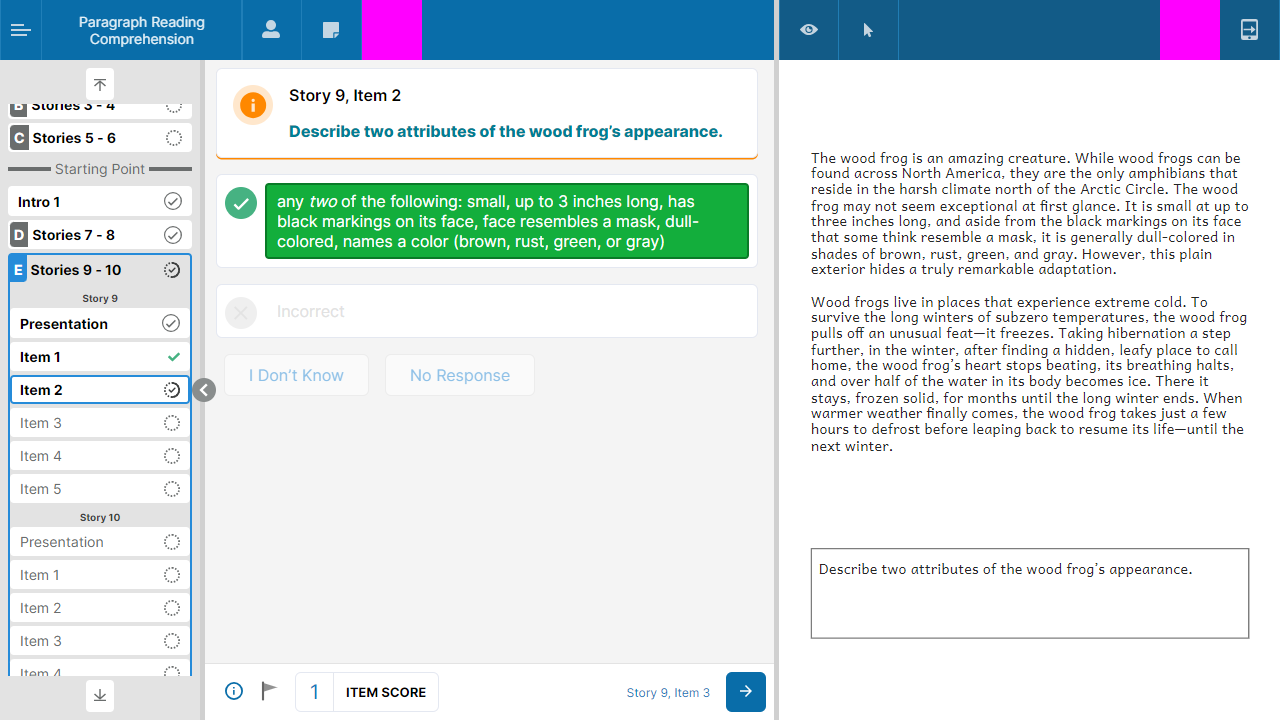 Paragraph Reading
Comprehension
B Stories 3 - 4
C Stories 5 - 6
Starting Point
Intro 1
D Stories 7 - 8
E Stories 9 - 10
Story 9
Presentation
Item 1
Item 2
Item 3
Item 4
Item 5
Story 10
Presentation
Item 1
Item 2
Item 3
Item 4
Story 9, Item 2
Describe two attributes of the wood frog’s appearance.
any two of the following: small, up to 3 inches long, has
black markings on its face, face resembles a mask, dull-
colored, names a color (brown, rust, green, or gray)
Incorrect
I Don’t Know
No Response
1 ITEM SCORE
Story 9, Item 3
The wood frog is an amazing creature. While wood frogs can be
found across North America, they are the only amphibians that
reside in the harsh climate north of the Arctic Circle. The wood
frog may not seem exceptional at first glance. It is small at up to
three inches long, and aside from the black markings on its face
that some think resemble a mask, it is generally dull-colored in
shades of brown, rust, green, and gray. However, this plain
exterior hides a truly remarkable adaptation.
Wood frogs live in places that experience extreme cold. To
survive the long winters of subzero temperatures, the wood frog
pulls off an unusual feat—it freezes. Taking hibernation a step
further, in the winter, after finding a hidden, leafy place to call
home, the wood frog’s heart stops beating, its breathing halts,
and over half of the water in its body becomes ice. There it
stays, frozen solid, for months until the long winter ends. When
warmer weather finally comes, the wood frog takes just a few
hours to defrost before leaping back to resume its life—until the
next winter.
Describe two attributes of the wood frog’s appearance.